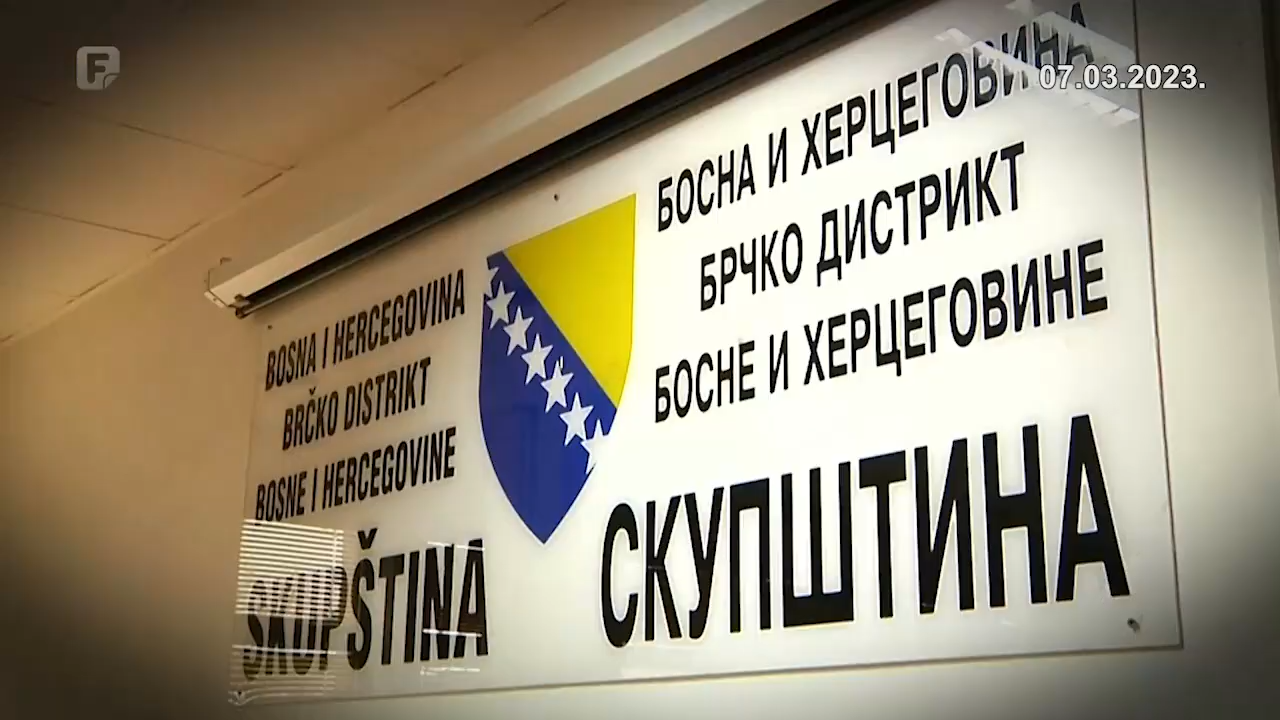 F
07.03.2023.
BOSNA I HERCEGOVINA
BRČKO DISTRIKT
BOSNE I HERCEGOVINE
SKUPŠTINA
БОСНА И ХЕРЦЕГОВИНА
БРЧКО ДИСТРИКТ
БОСНЕ И ХЕРЦЕГОВИНЕ
СКУПШТИНА